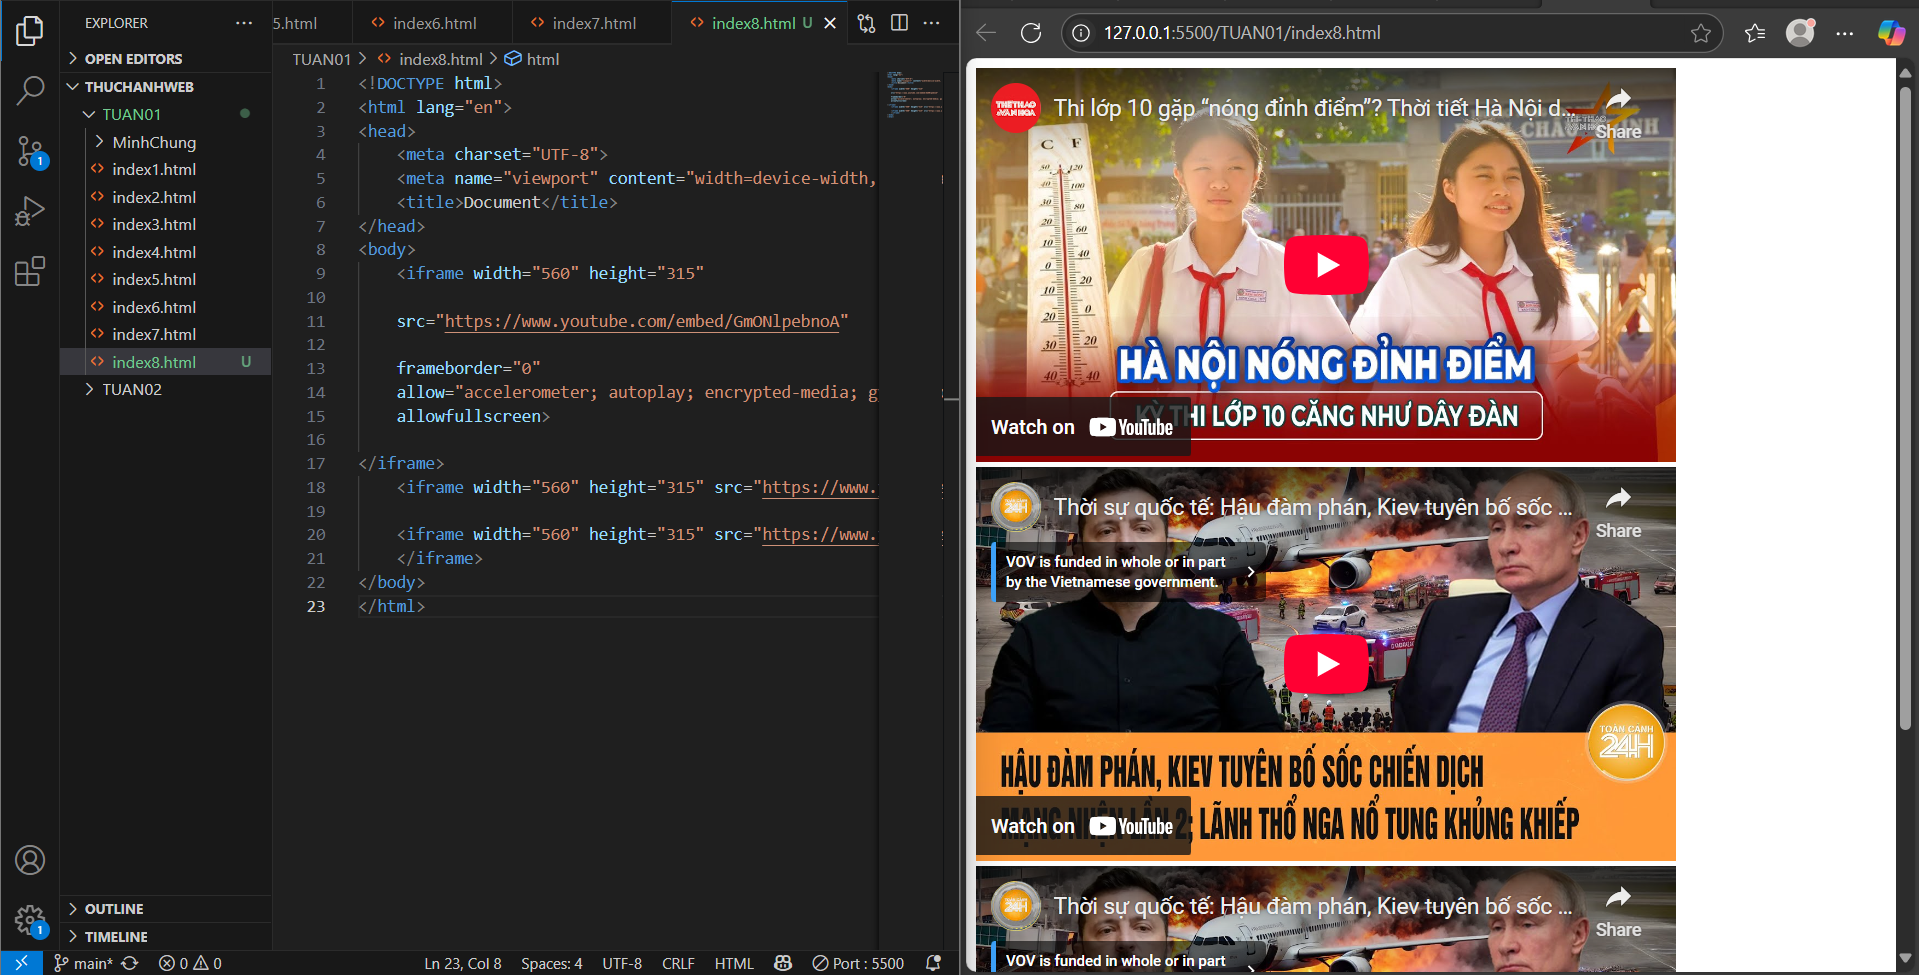 EXPLORER
OPEN EDITORS
THUCHANHWEB
TUAN01
MinhChung
index1.html
index2.html
index3.html
index4.html
index5.html
index6.html
index7.html
index8.html U
TUAN02
OUTLINE
TIMELINE
5.html
index6.html
index7.html
index8.html U
TUAN01 > index8.html > html
1 <!DOCTYPE html>
2 <html lang="en">
3 <head>
4 <meta charset="UTF-8">
5 <meta name="viewport" content="width=device-width,
6 <title>Document</title>
7 </head>
8 <body>
9 <iframe width="560" height="315"
10
11 src="https://www.youtube.com/embed/GmONlpebnoA"
12
13 frameborder="0"
14 allow="accelerometer; autoplay; encrypted-media; g
15 allowfullscreen>
16
17 </iframe>
18 <iframe width="560" height="315" src="https://www.
19
20 <iframe width="560" height="315" src="https://www.
21 </iframe>
22 </body>
23 </html>
1
1
main*
0 0
Ln 23, Col 8
Spaces: 4
UTF-8
CRLF
HTML
Port : 5500
127.0.0.1:5500/TUAN01/index8.html
THETHAO
VĂN HOA
Thi lớp 10 gặp “nóng đỉnh điểm”? Thời tiết Hà Nội d...
Share
C F
HÀ NỘI NÓNG ĐỈNH ĐIỂM
KỲ THI LỚP 10 CĂNG NHƯ DÂY ĐÀN
Watch on YouTube
24H
Thời sự quốc tế: Hậu đàm phán, Kiev tuyên bố sốc ...
Share
VOV is funded in whole or in part
by the Vietnamese government.
TOÀN CẢNH
24H
HẬU ĐÀM PHÁN, KIEV TUYÊN BỐ SỐC CHIẾN DỊCH
MẠNG NHỆN LẦN 2; LÃNH THỔ NGA NỔ TUNG KHỦNG KHIẾP
Watch on YouTube
24H
Thời sự quốc tế: Hậu đàm phán, Kiev tuyên bố sốc ...
Share
VOV is funded in whole or in part